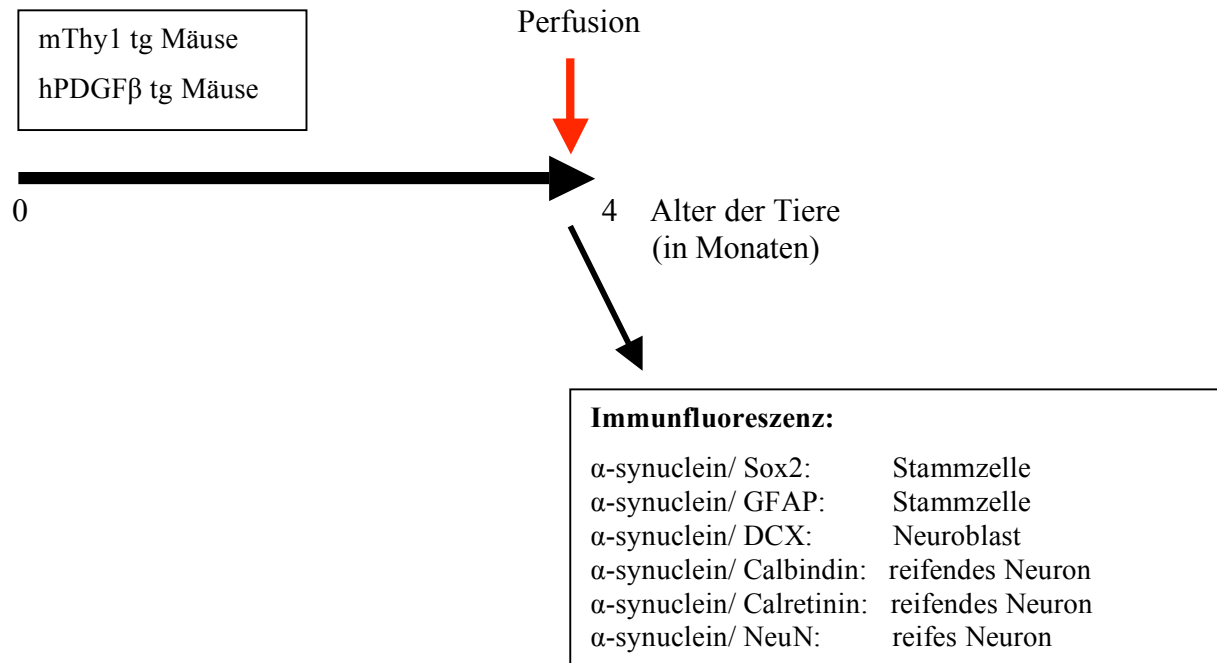 mThy1 tg Mäuse
hPDGFβ tg Mäuse
Perfusion
0
4 Alter der Tiere
(in Monaten)
Immunfluoreszenz:
α-synuclein/ Sox2: Stammzelle
α-synuclein/ GFAP: Stammzelle
α-synuclein/ DCX: Neuroblast
α-synuclein/ Calbindin: reifendes Neuron
α-synuclein/ Calretinin: reifendes Neuron
α-synuclein/ NeuN: reifes Neuron